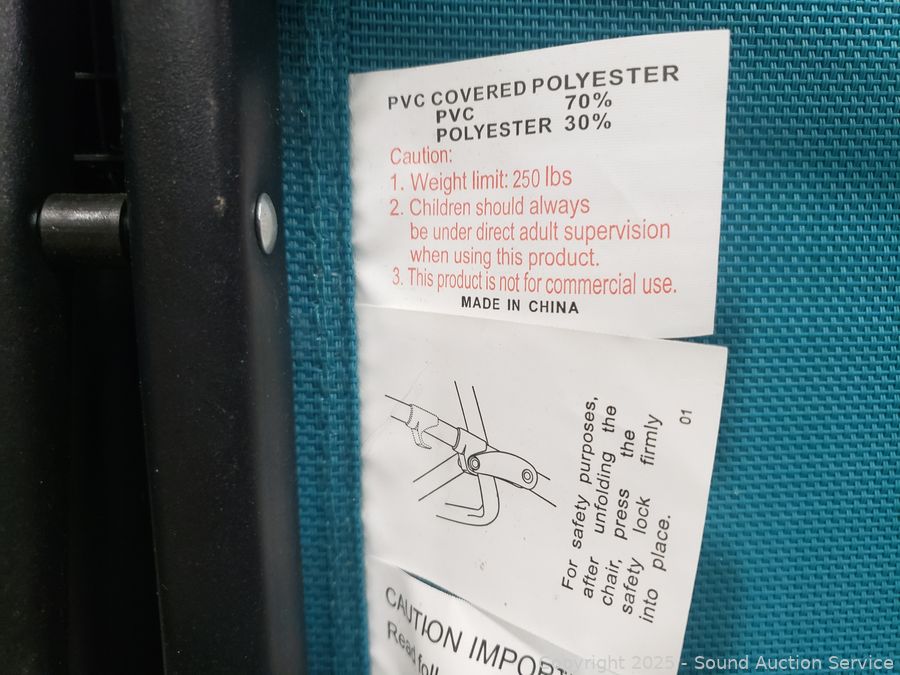 PVC COVERED POLYESTER
PVC 70%
POLYESTER 30%
Caution:
1. Weight limit: 250 lbs
2. Children should always
be under direct adult supervision
when using this product.
3. This product is not for commercial use.
MADE IN CHINA
For safety purposes,
after unfolding the
chair, press the
safety lock firmly
into place.
01
CAUTION
Read
Copyright 2025 - Sound Auction Service